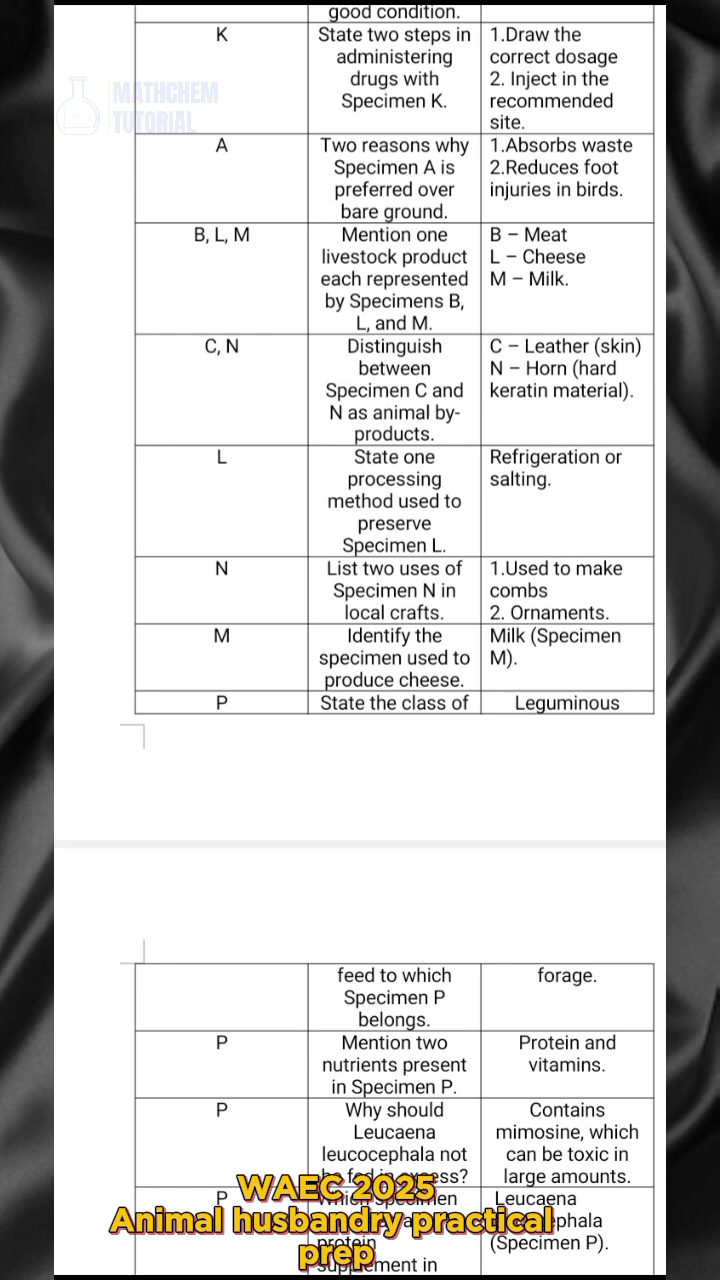 good condition.
K
State two steps in
administering
drugs with
Specimen K.
1.Draw the
correct dosage
2. Inject in the
recommended
site.
MATHCHEM
TUTORIAL
A
Two reasons why
Specimen A is
preferred over
bare ground.
1.Absorbs waste
2.Reduces foot
injuries in birds.
B, L, M
Mention one
livestock product
each represented
by Specimens B,
L, and M.
B – Meat
L – Cheese
M – Milk.
C, N
Distinguish
between
Specimen C and
N as animal by-
products.
C – Leather (skin)
N – Horn (hard
keratin material).
L
State one
processing
method used to
preserve
Specimen L.
Refrigeration or
salting.
N
List two uses of
Specimen N in
local crafts.
1.Used to make
combs
2. Ornaments.
M
Identify the
specimen used to
produce cheese.
Milk (Specimen
M).
P
State the class of
Leguminous
feed to which
Specimen P
belongs.
forage.
P
Mention two
nutrients present
in Specimen P.
Protein and
vitamins.
P
Why should
Leucaena
leucocephala not
Contains
mimosine, which
can be toxic in
large amounts.
P
protein
supplement in
Leucaena
(Specimen P).
WAEC 2025
Animal husbandry practical
prep